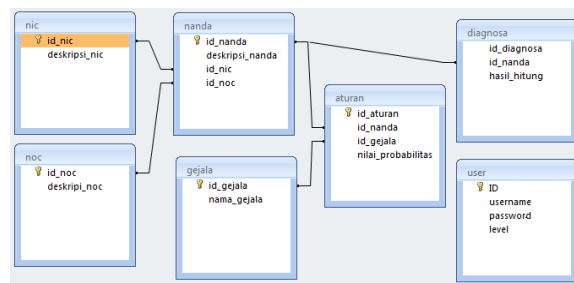 nic
id_nic
deskripsi_nic
nanda
id_nanda
deskripsi_nanda
id_nic
id_noc
diagnosa
id_diagnosa
id_nanda
hasil_hitung
aturan
id_aturan
id_nanda
id_gejala
nilai_probabilitas
noc
id_noc
deskripi_noc
gejala
id_gejala
nama_gejala
user
ID
username
password
level